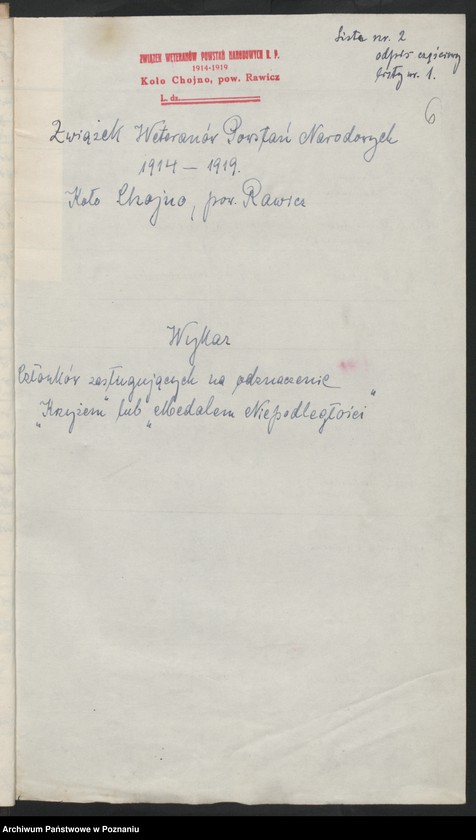 Lista nr. 2
odpis częściowy
listy nr. 1.
6
ZWIĄZEK WETERANÓW POWSTAŃ NARODOWYCH R. P.
1914-1919
Koło Chojno, pow. Rawicz
L. dz.
Związek Weteranów Powstań Narodowych
1914 — 1919.
Koło Chojno, pow. Rawicz
Wykaz
Członków zasługujących na odznaczenie
„Krzyżem" lub „Medalem Niepodległości"
Archiwum Państwowe w Poznaniu